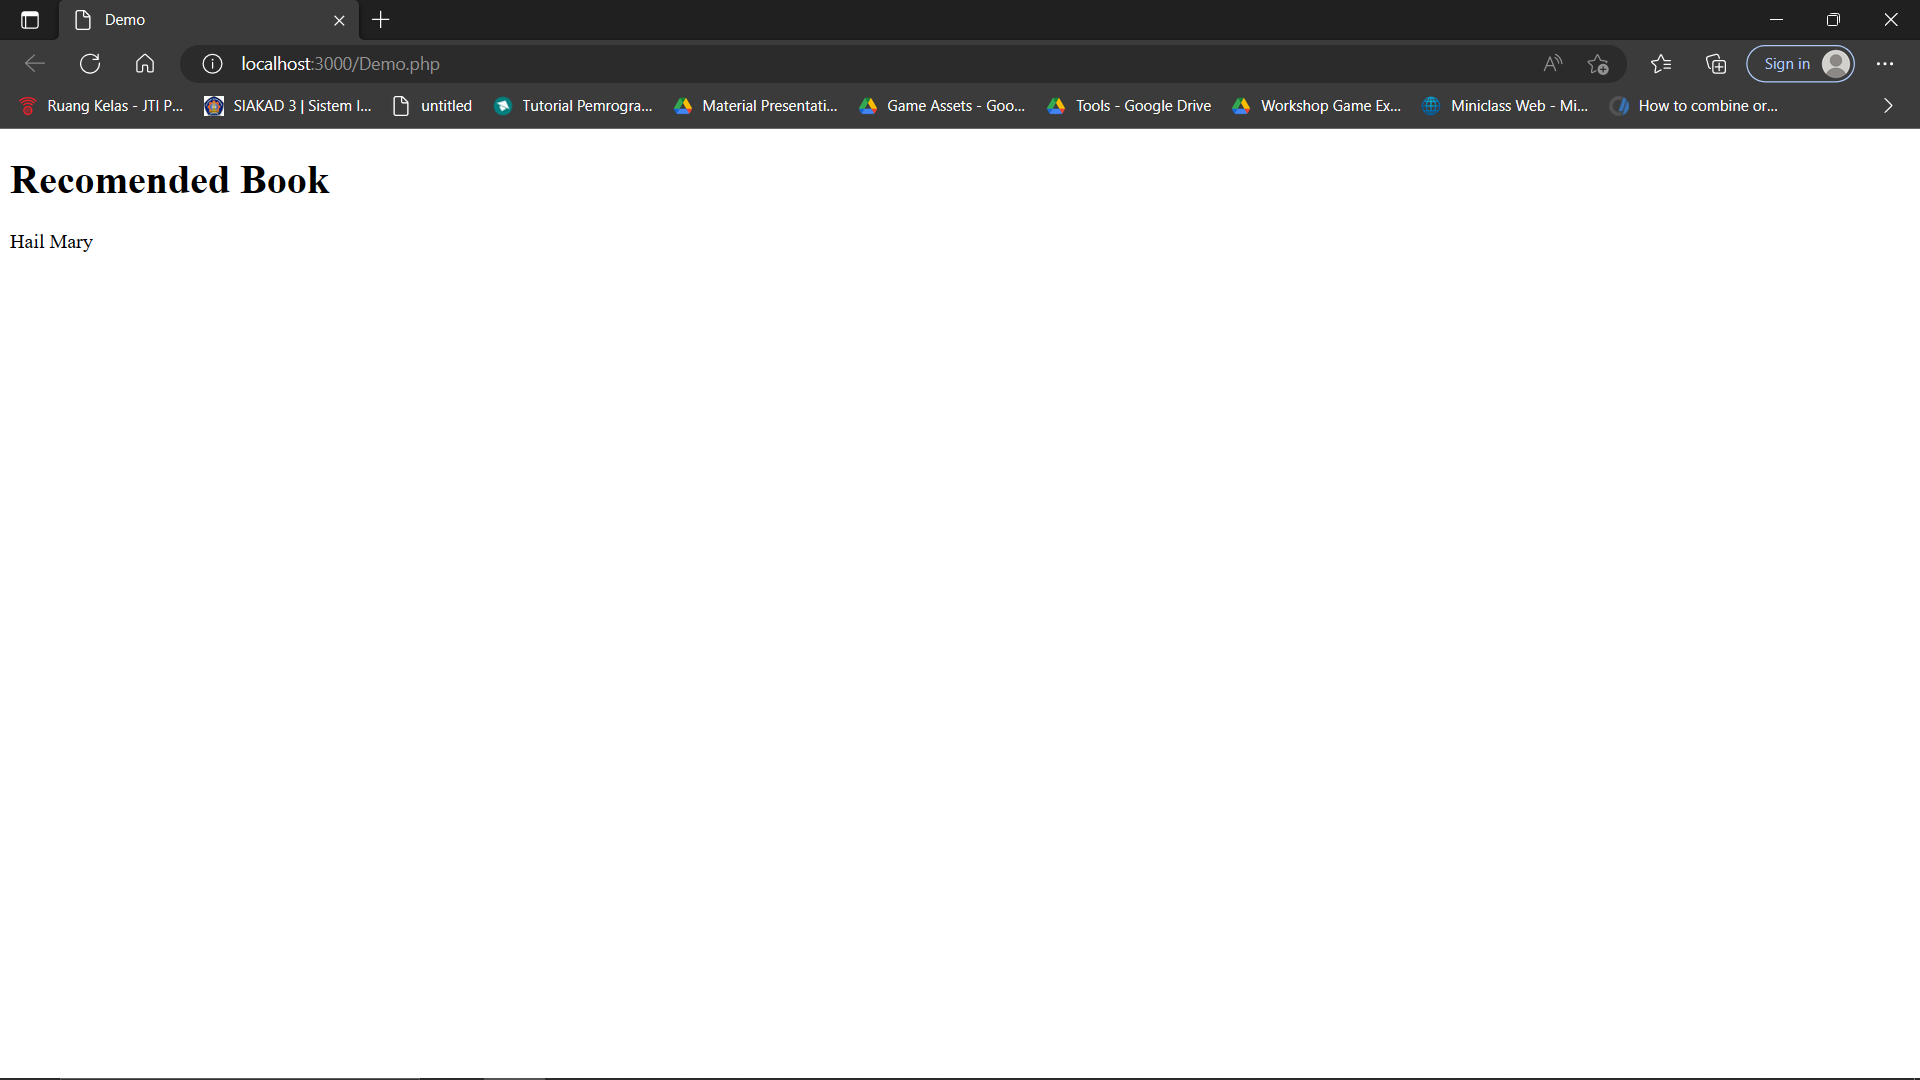 Demo
localhost:3000/Demo.php
Sign in
Ruang Kelas - JTI P... SIAKAD 3 | Sistem I... untitled Tutorial Pemrogra... Material Presentati... Game Assets - Goo... Tools - Google Drive Workshop Game Ex... Miniclass Web - Mi... How to combine or...
Recomended Book
Hail Mary